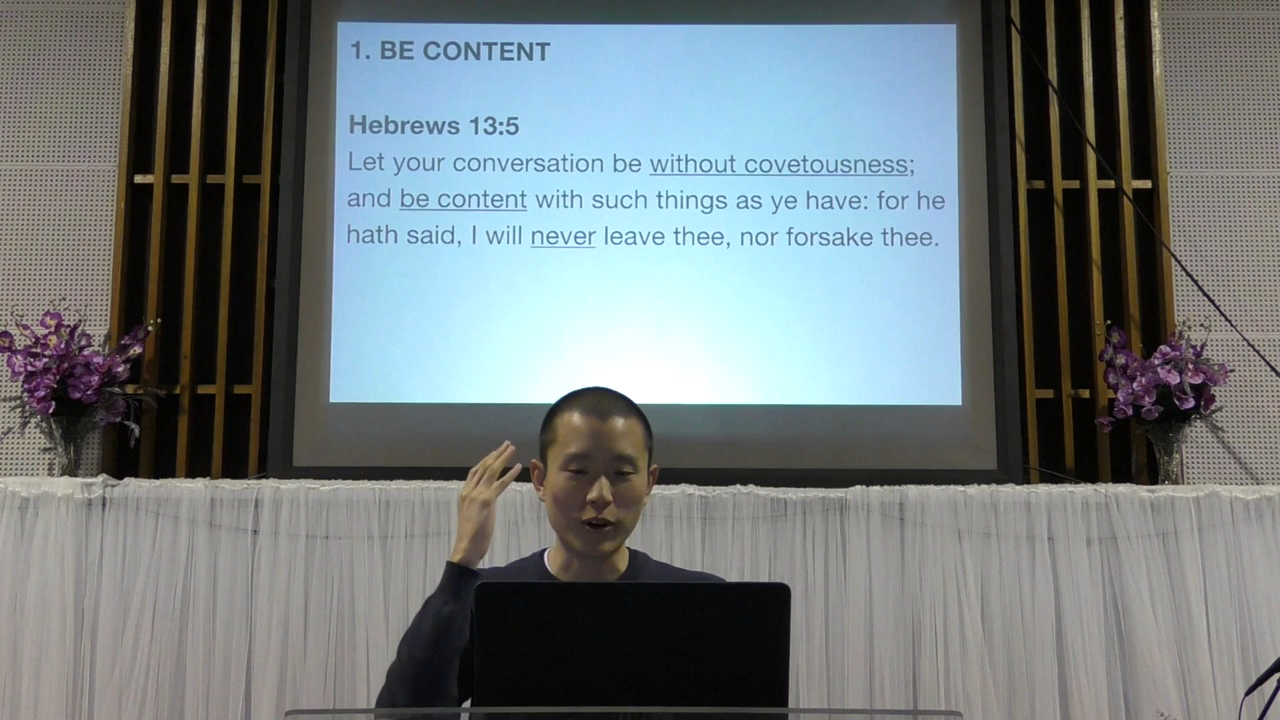 1. BE CONTENT
Hebrews 13:5
Let your conversation be without covetousness;
and be content with such things as ye have: for he
hath said, I will never leave thee, nor forsake thee.